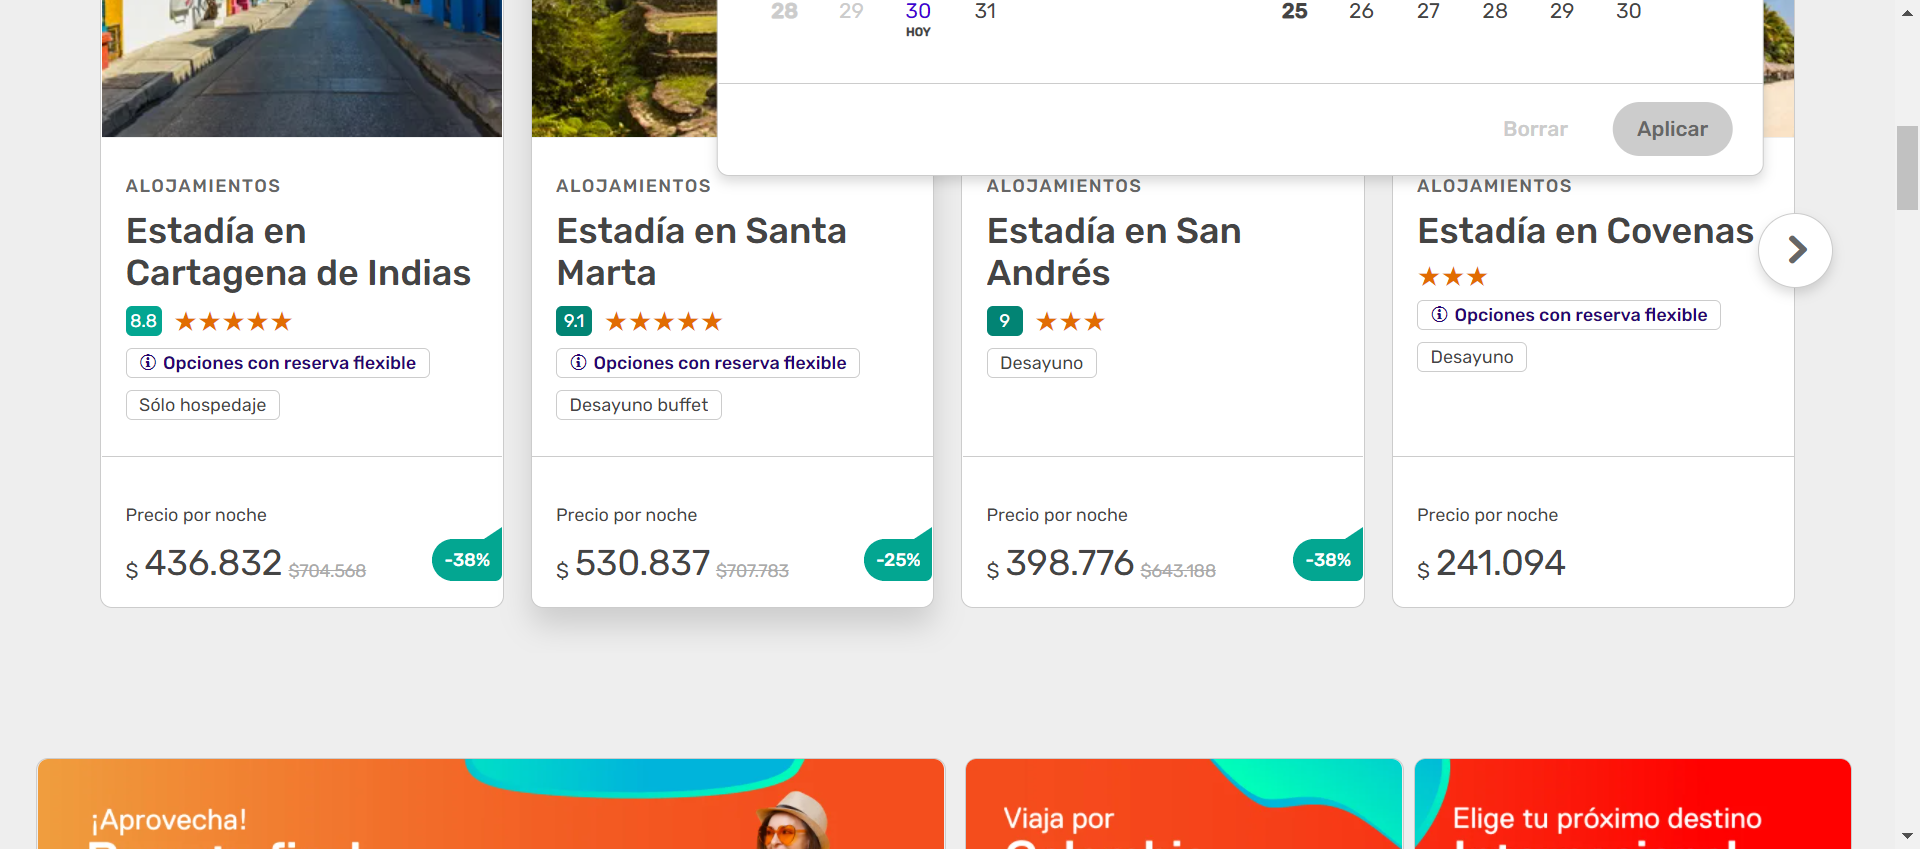 28 29 30 31 25 26 27 28 29 30
HOY
Borrar Aplicar
ALOJAMIENTOS
Estadía en
Cartagena de Indias
8.8
Opciones con reserva flexible
Sólo hospedaje
Precio por noche
$ 436.832 $704.568 -38%
ALOJAMIENTOS
Estadía en Santa
Marta
9.1
Opciones con reserva flexible
Desayuno buffet
Precio por noche
$ 530.837 $707.783 -25%
ALOJAMIENTOS
Estadía en San
Andrés
9
Desayuno
Precio por noche
$ 398.776 $643.188 -38%
ALOJAMIENTOS
Estadía en Covenas
Opciones con reserva flexible
Desayuno
Precio por noche
$ 241.094
¡Aprovecha!
Viaja por
Elige tu próximo destino